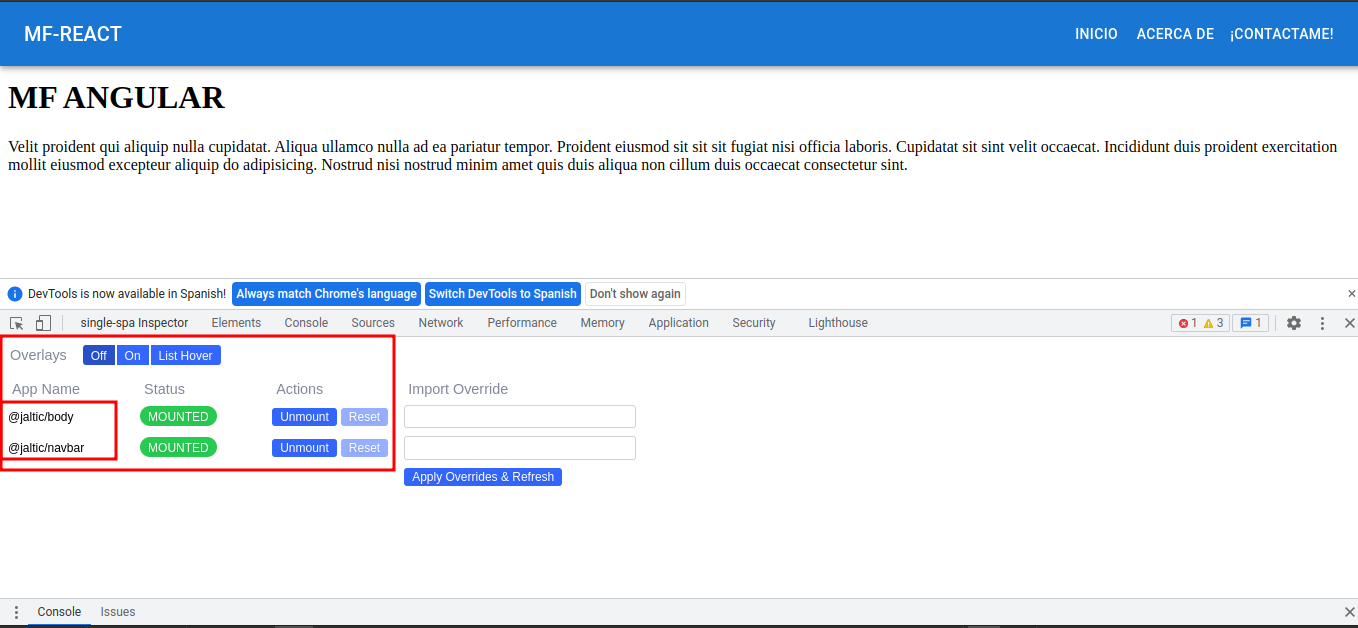 MF-REACT INICIO ACERCA DE ¡CONTACTAME!
MF ANGULAR
Velit proident qui aliquip nulla cupidatat. Aliqua ullamco nulla ad ea pariatur tempor. Proident eiusmod sit sit sit fugiat nisi officia laboris. Cupidatat sit sint velit occaecat. Incididunt duis proident exercitation
mollit eiusmod excepteur aliquip do adipisicing. Nostrud nisi nostrud minim amet quis duis aliqua non cillum duis occaecat consectetur sint.
DevTools is now available in Spanish! Always match Chrome's language Switch DevTools to Spanish Don't show again
single-spa Inspector Elements Console Sources Network Performance Memory Application Security Lighthouse 1 3 1
Overlays Off On List Hover
App Name Status Actions Import Override
@jaltic/body MOUNTED Unmount Reset
@jaltic/navbar MOUNTED Unmount Reset
Apply Overrides & Refresh
Console Issues